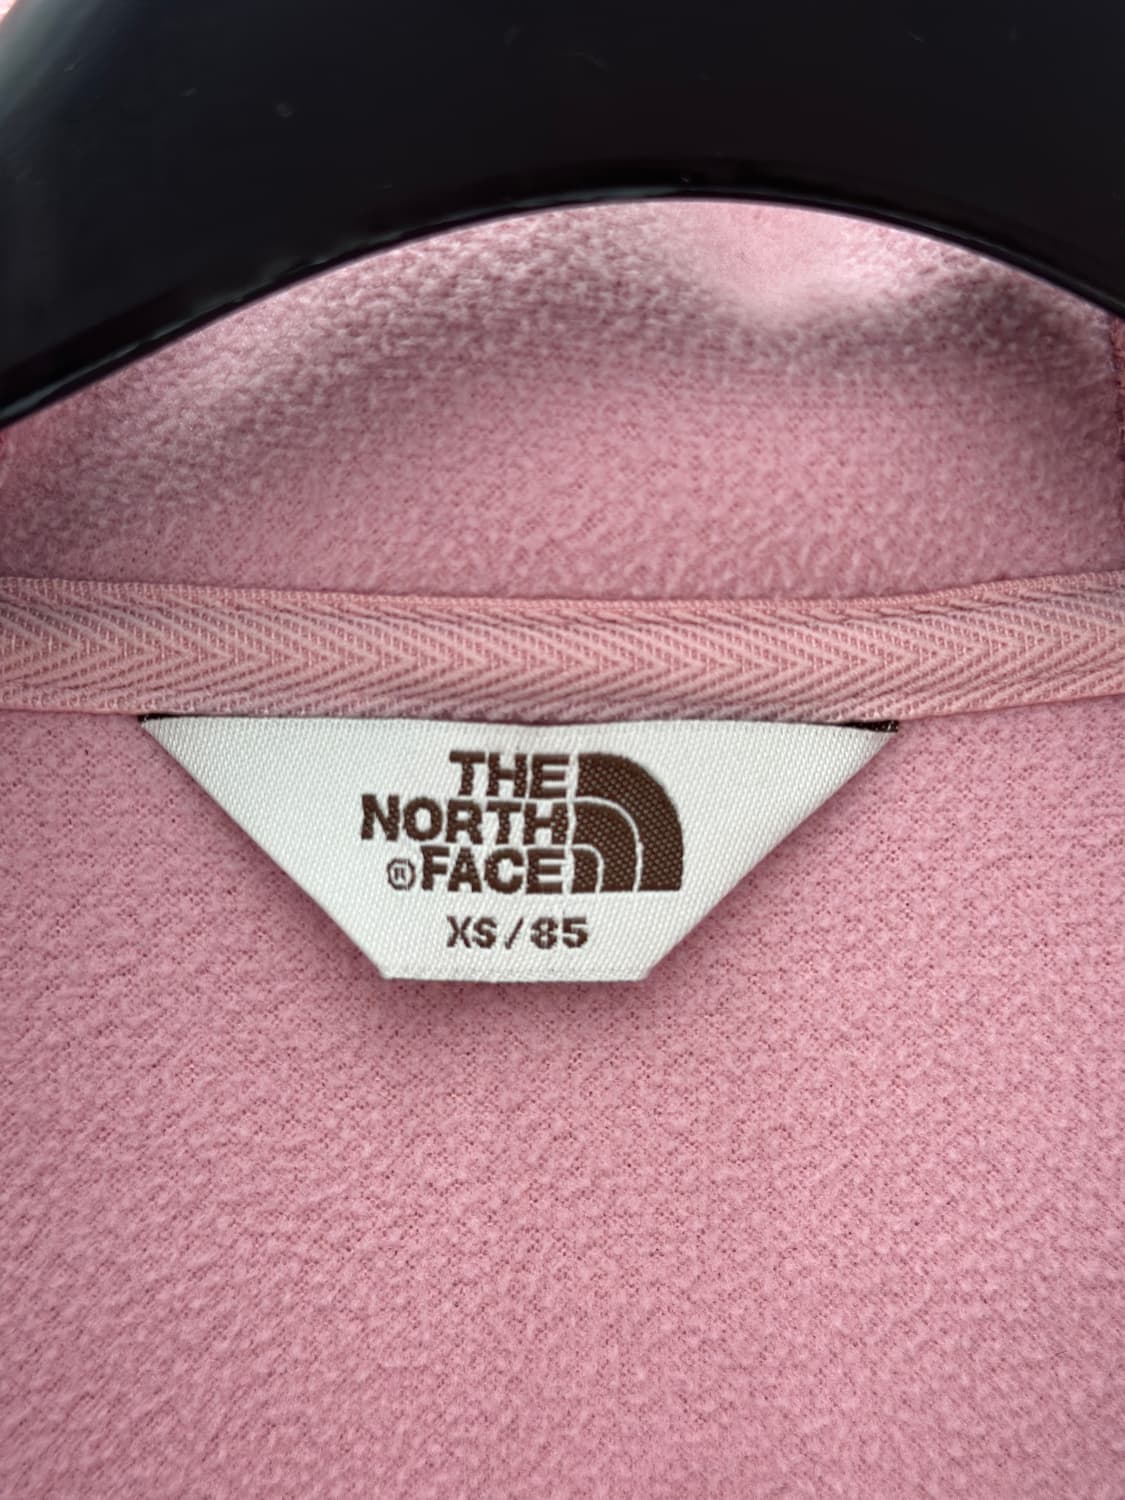 THE
NORTH
® FACE
XS/85